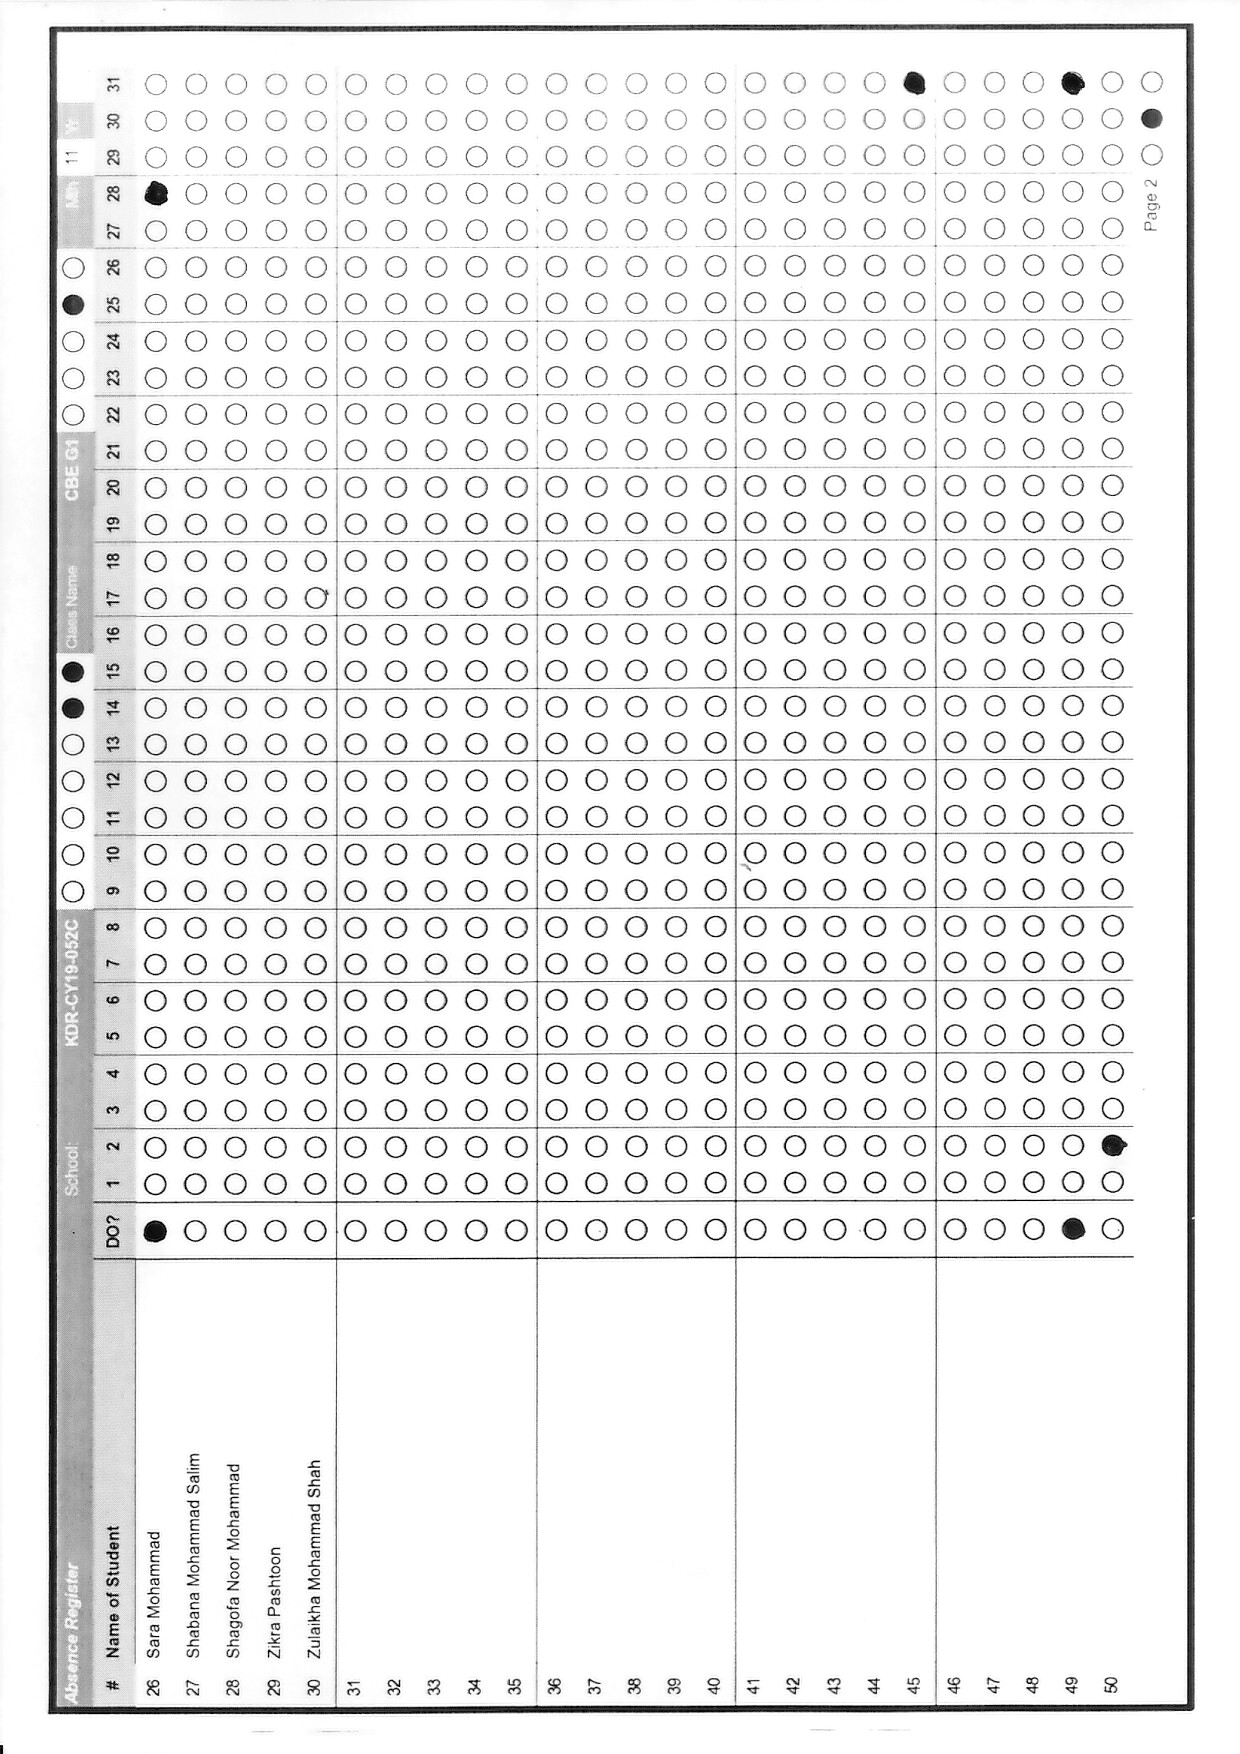 Absence Register School: KDR-CY19-052C Class Name CBE G1 Mth 11 Yr
# Name of Student DO? 1 2 3 4 5 6 7 8 9 10 11 12 13 14 15 16 17 18 19 20 21 22 23 24 25 26 27 28 29 30 31
26 Sara Mohammad
27 Shabana Mohammad Salim
28 Shagofa Noor Mohammad
29 Zikra Pashtoon
30 Zulaikha Mohammad Shah
31
32
33
34
35
36
37
38
39
40
41
42
43
44
45
46
47
48
49
50
Page 2